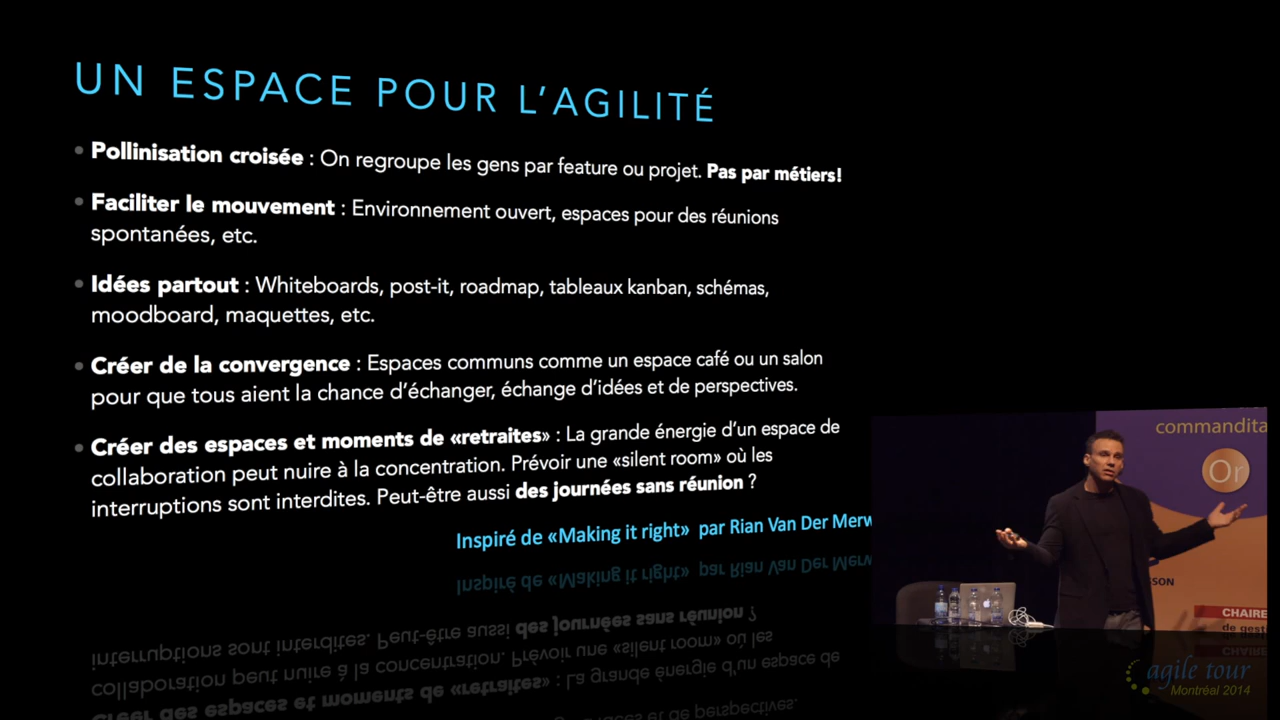 UN ESPACE POUR L’AGILITÉ
Pollinisation croisée : On regroupe les gens par feature ou projet. Pas par métiers!
Faciliter le mouvement : Environnement ouvert, espaces pour des réunions
spontanées, etc.
Idées partout : Whiteboards, post-it, roadmap, tableaux kanban, schémas,
moodboard, maquettes, etc.
Créer de la convergence : Espaces communs comme un espace café ou un salon
pour que tous aient la chance d’échanger, échange d’idées et de perspectives.
Créer des espaces et moments de «retraites» : La grande énergie d’un espace de
collaboration peut nuire à la concentration. Prévoir une «silent room» où les
interruptions sont interdites. Peut-être aussi des journées sans réunion ?
Inspiré de «Making it right» par Rian Van Der Merw
commandita
Or
SON
CHAIRE
de gest
agile tour
Montréal 2014